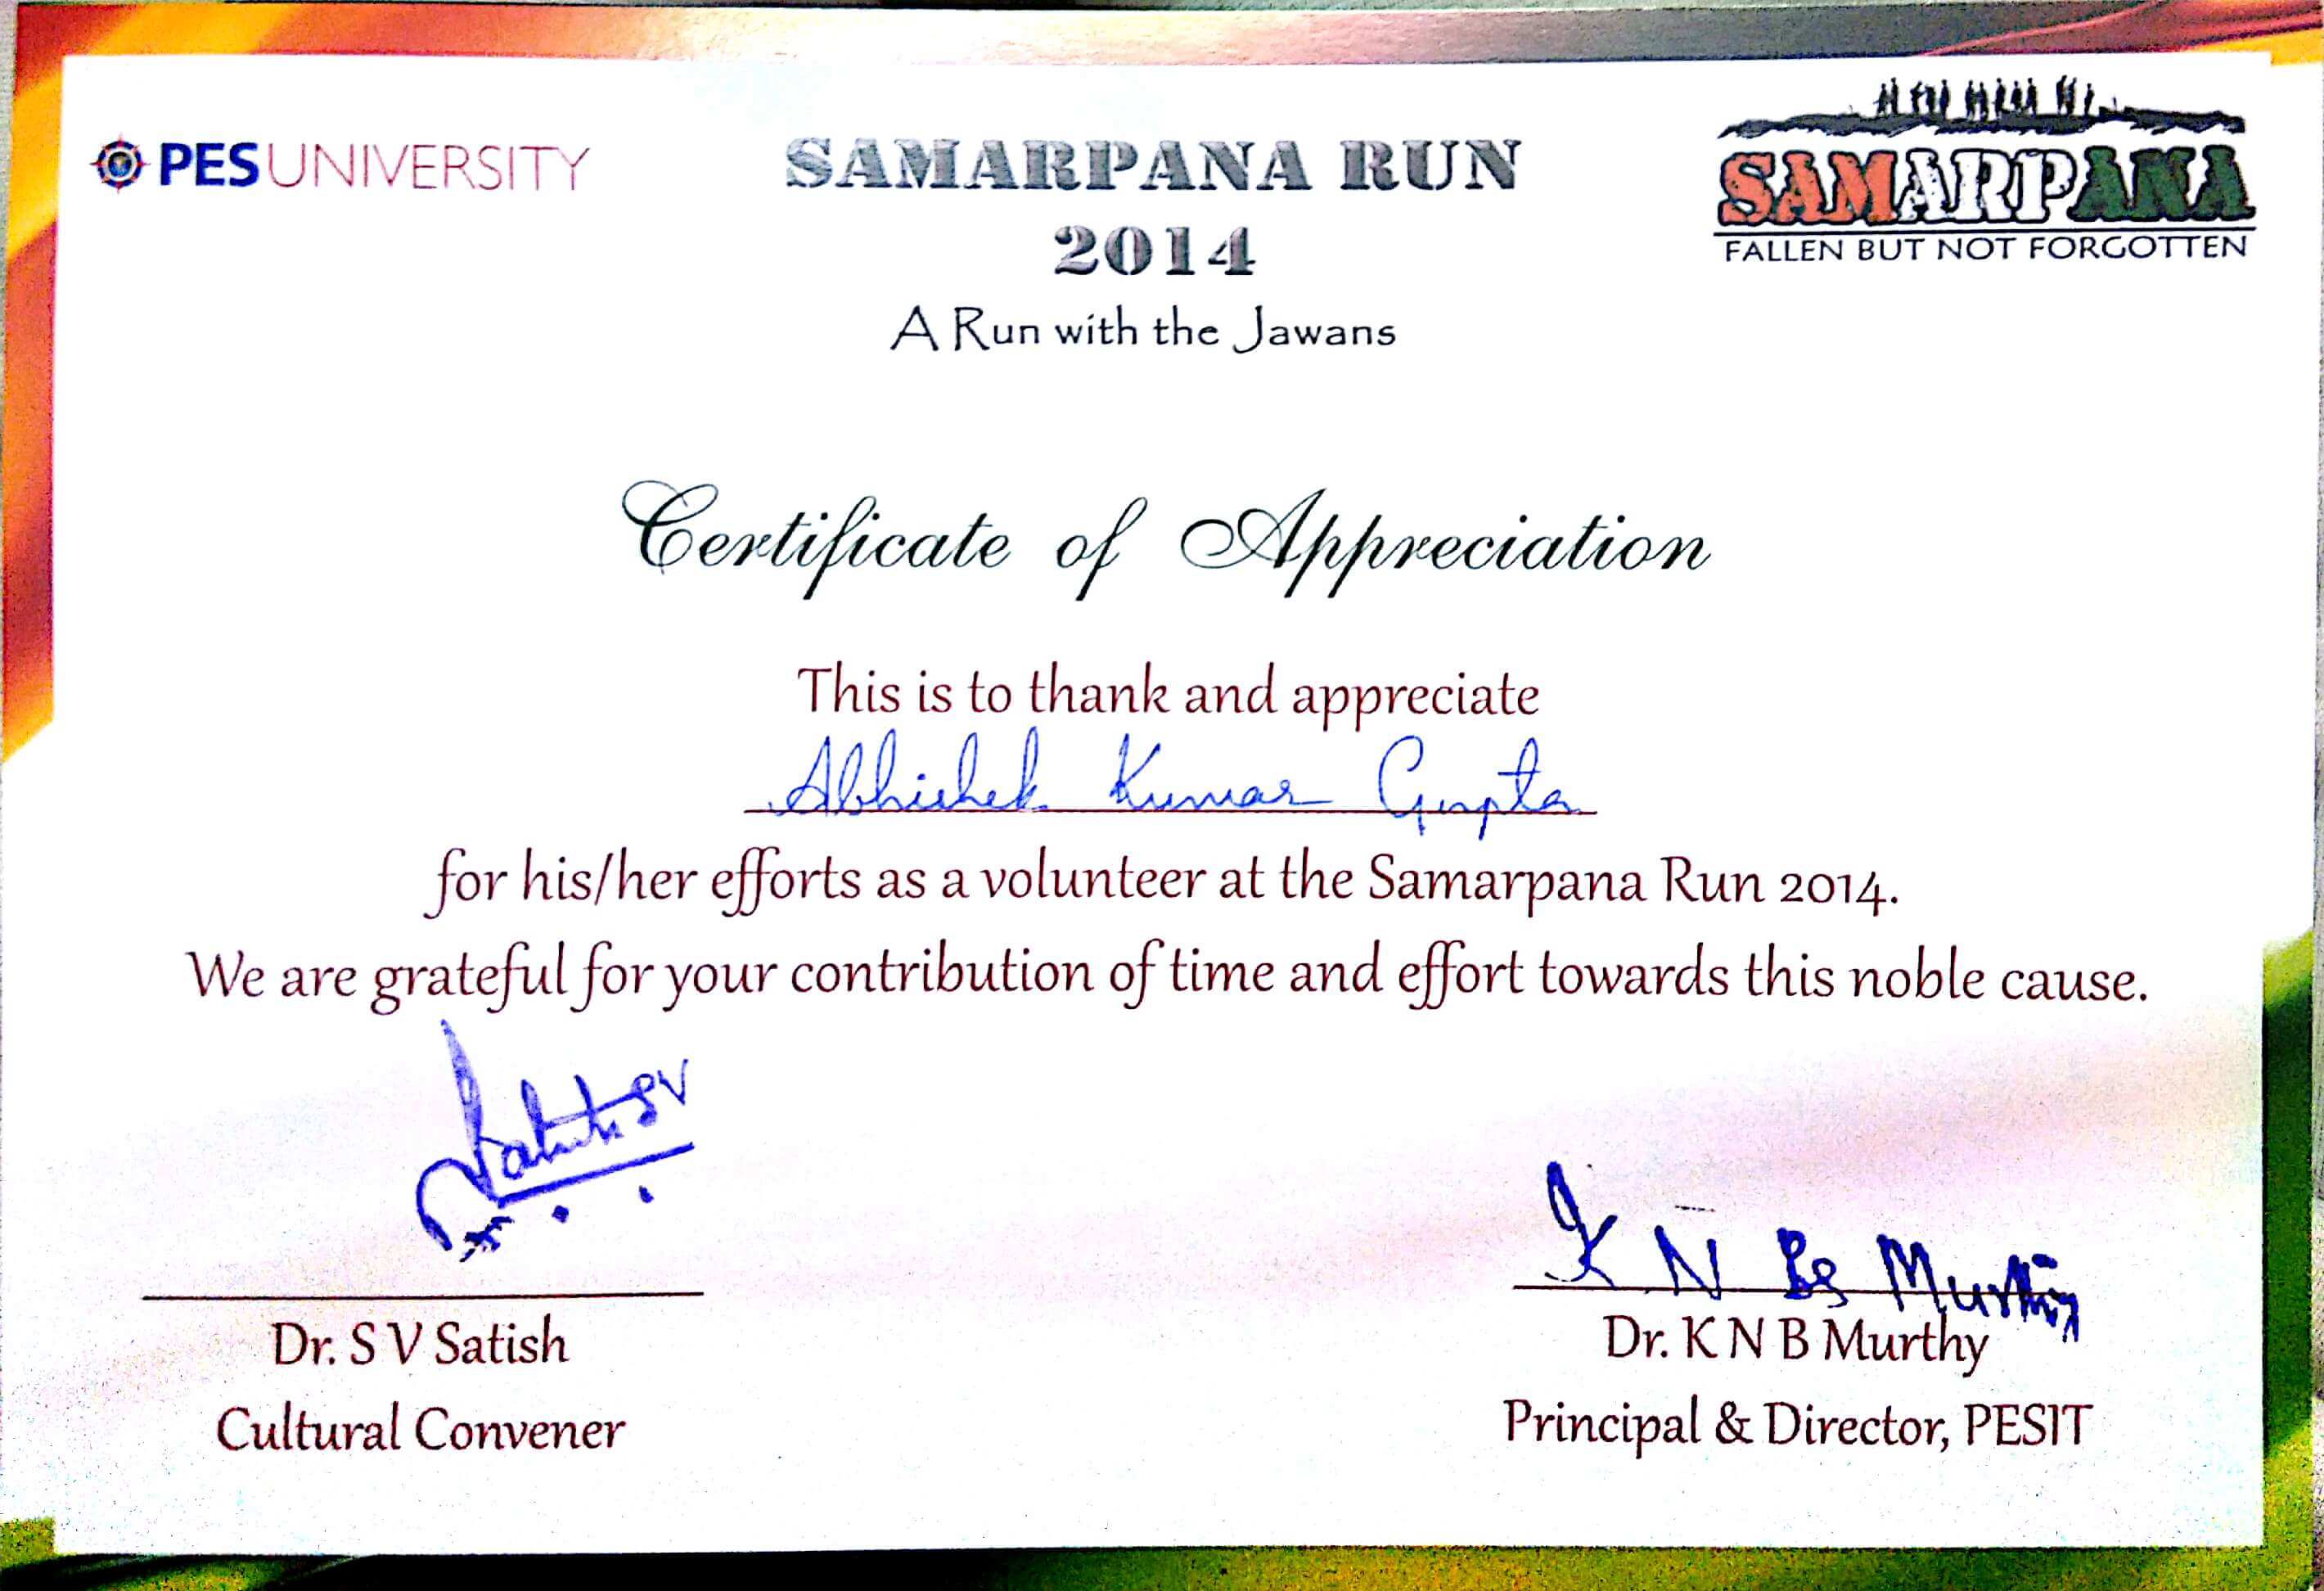 PES UNIVERSITY
SAMARPANA RUN
2014
A Run with the Jawans
SAMARPANA
FALLEN BUT NOT FORGOTTEN
Certificate of Appreciation
This is to thank and appreciate
Abhishek Kumar Gupta
for his/her efforts as a volunteer at the Samarpana Run 2014.
We are grateful for your contribution of time and effort towards this noble cause.
Satish SV
K N B Murthy
Dr. S V Satish
Cultural Convener
Dr. K N B Murthy
Principal & Director, PESIT